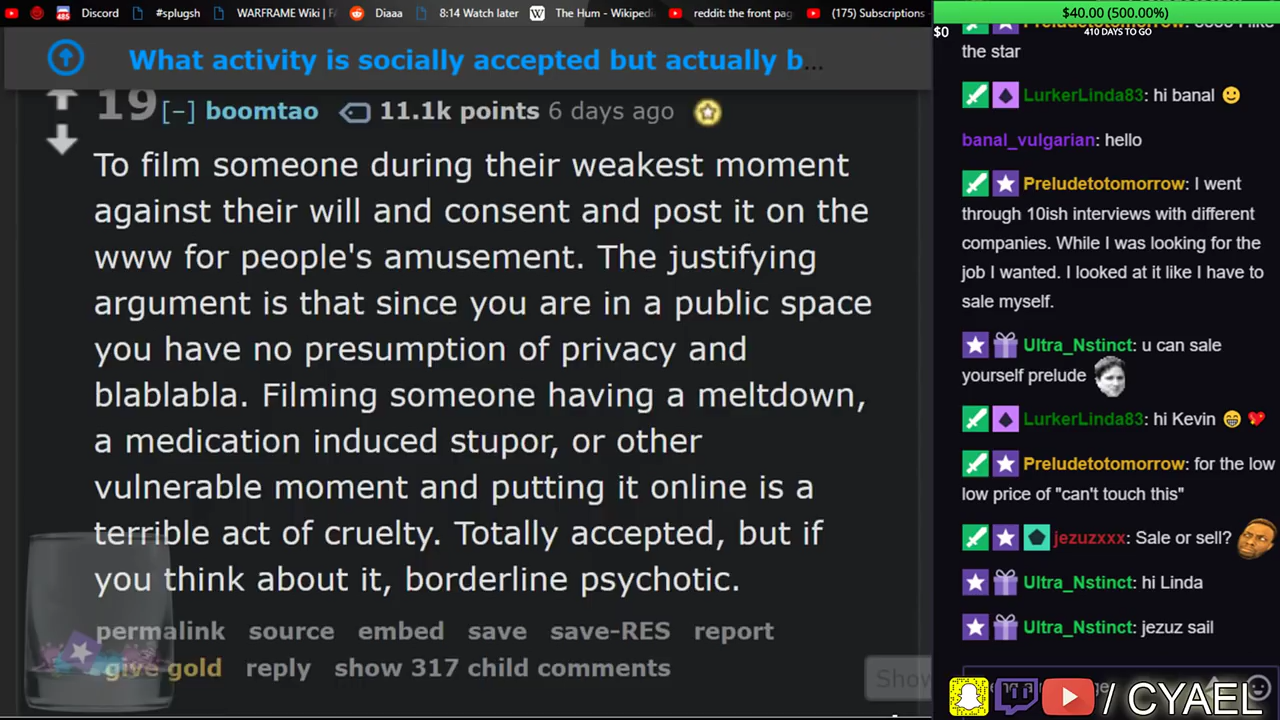 Discord
#splugsh
WARFRAME Wiki | FA
Diaaa
8:14 Watch later
The Hum - Wikipedi
reddit: the front pag
(175) Subscriptions
What activity is socially accepted but actually b...
19 [–] boomtao 11.1k points 6 days ago
To film someone during their weakest moment
against their will and consent and post it on the
www for people's amusement. The justifying
argument is that since you are in a public space
you have no presumption of privacy and
blablabla. Filming someone having a meltdown,
a medication induced stupor, or other
vulnerable moment and putting it online is a
terrible act of cruelty. Totally accepted, but if
you think about it, borderline psychotic.
permalink source embed save save-RES report
give gold reply show 317 child comments
Show
$40.00 (500.00%)
$0
410 DAYS TO GO
the star
LurkerLinda83: hi banal
banal_vulgarian: hello
Preludetotomorrow: I went
through 10ish interviews with different
companies. While I was looking for the
job I wanted. I looked at it like I have to
sale myself.
Ultra_Nstinct: u can sale
yourself prelude
LurkerLinda83: hi Kevin
Preludetotomorrow: for the low
low price of "can't touch this"
jezuzxxx: Sale or sell?
Ultra_Nstinct: hi Linda
Ultra_Nstinct: jezuz sail
/ CYAEL